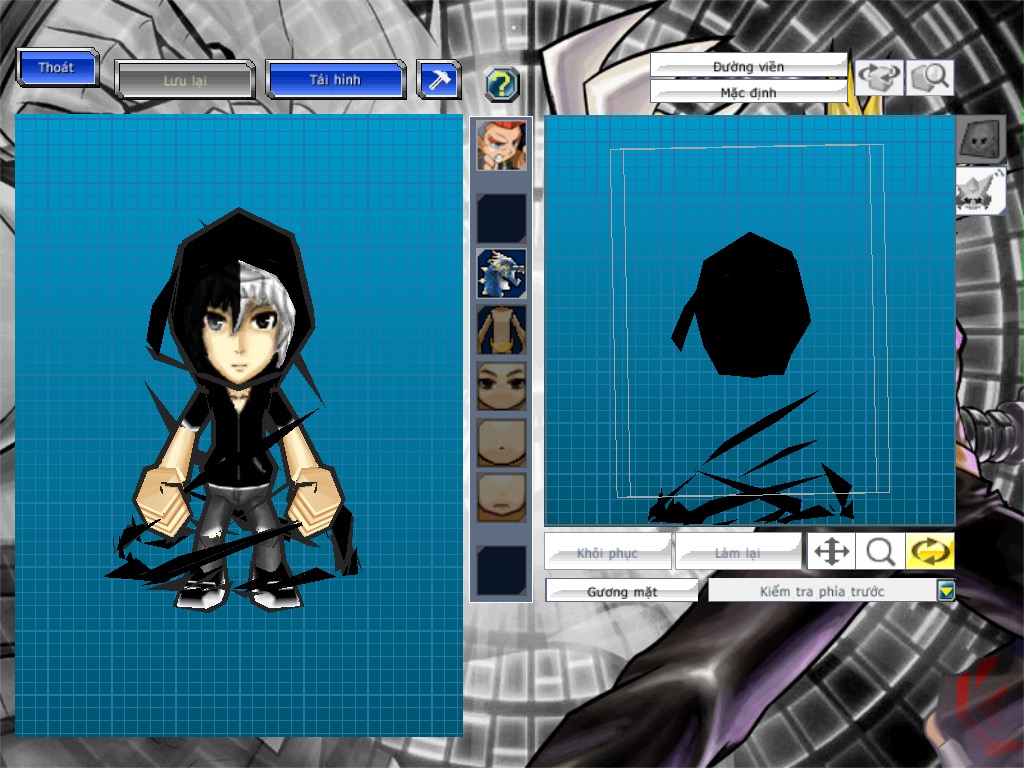 Thoát
Lưu lại
Tải hình
?
Đường viền
Mặc định
Khôi phục
Làm lại
Gương mặt
Kiểm tra phía trước